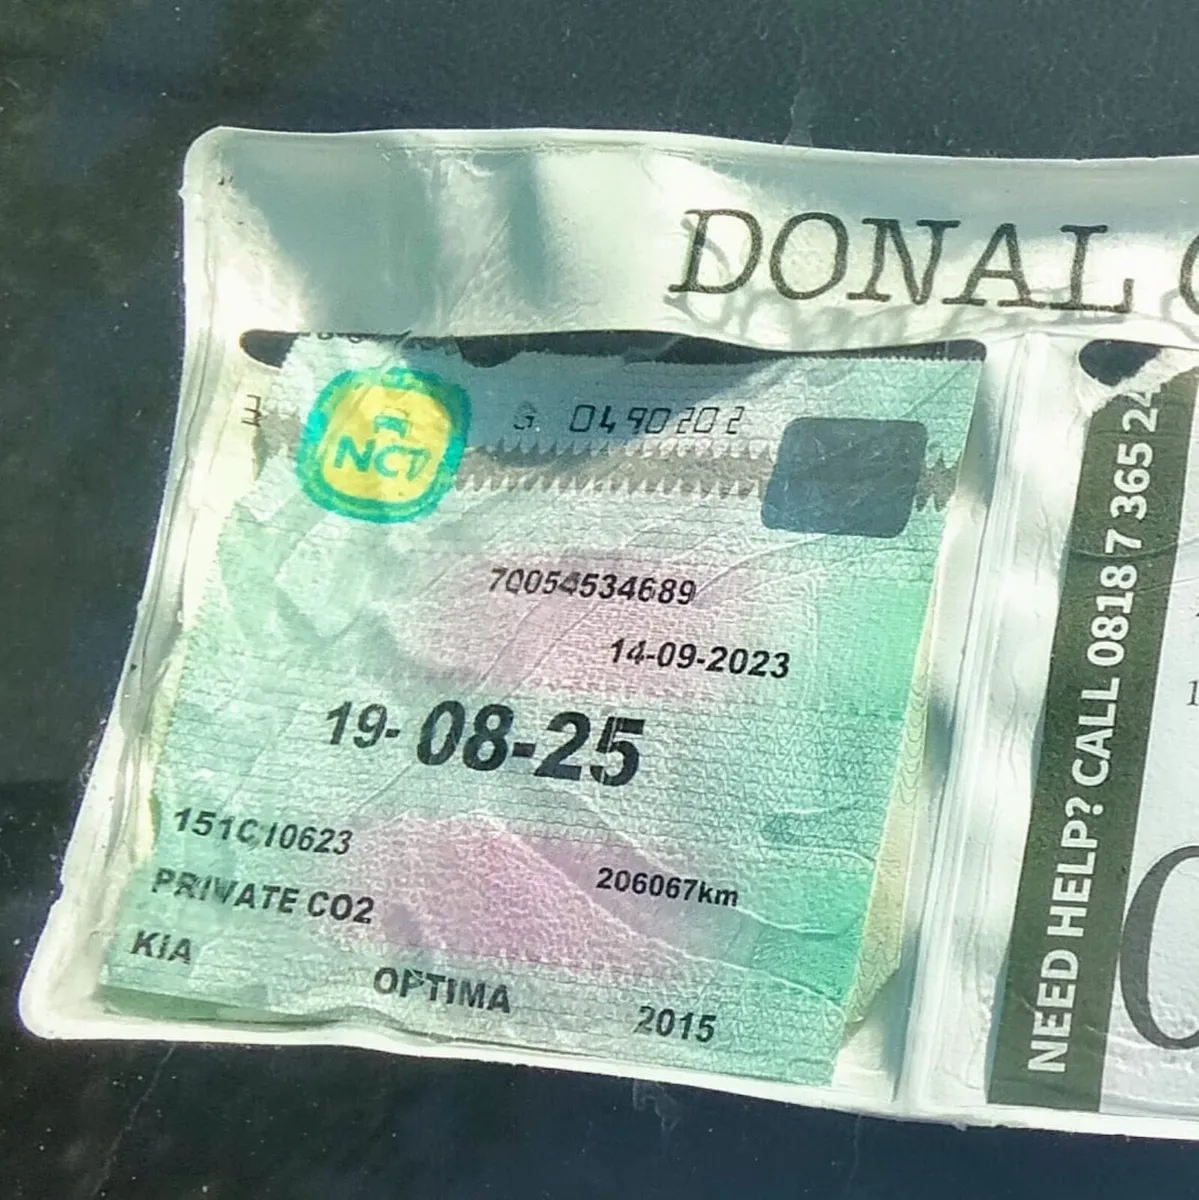 DONAL
NCT
G 0490202
70054534689
14-09-2023
19-08-25
151C10623
206067km
PRIVATE CO2
KIA
OPTIMA
2015
NEED HELP? CALL 0818 7 365 24